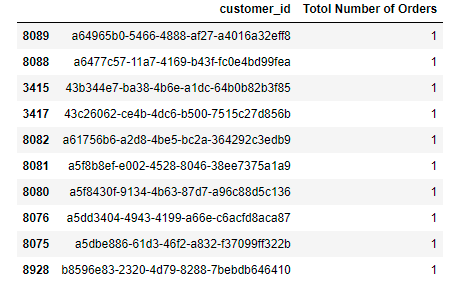 customer_id Totol Number of Orders
8089 a64965b0-5466-4888-af27-a4016a32eff8 1
8088 a6477c57-11a7-4169-b43f-fc0e4bd99fea 1
3415 43b344e7-ba38-4b6e-a1dc-64b0b82b3f85 1
3417 43c26062-ce4b-4dc6-b500-7515c27d856b 1
8082 a61756b6-a2d8-4be5-bc2a-364292c3edb9 1
8081 a5f8b8ef-e002-4528-8046-38ee7375a1a9 1
8080 a5f8430f-9134-4b63-87d7-a96c88d5c136 1
8076 a5dd3404-4943-4199-a66e-c6acfd8aca87 1
8075 a5dbe886-61d3-46f2-a832-f37099ff322b 1
8928 b8596e83-2320-4d79-8288-7bebdb646410 1